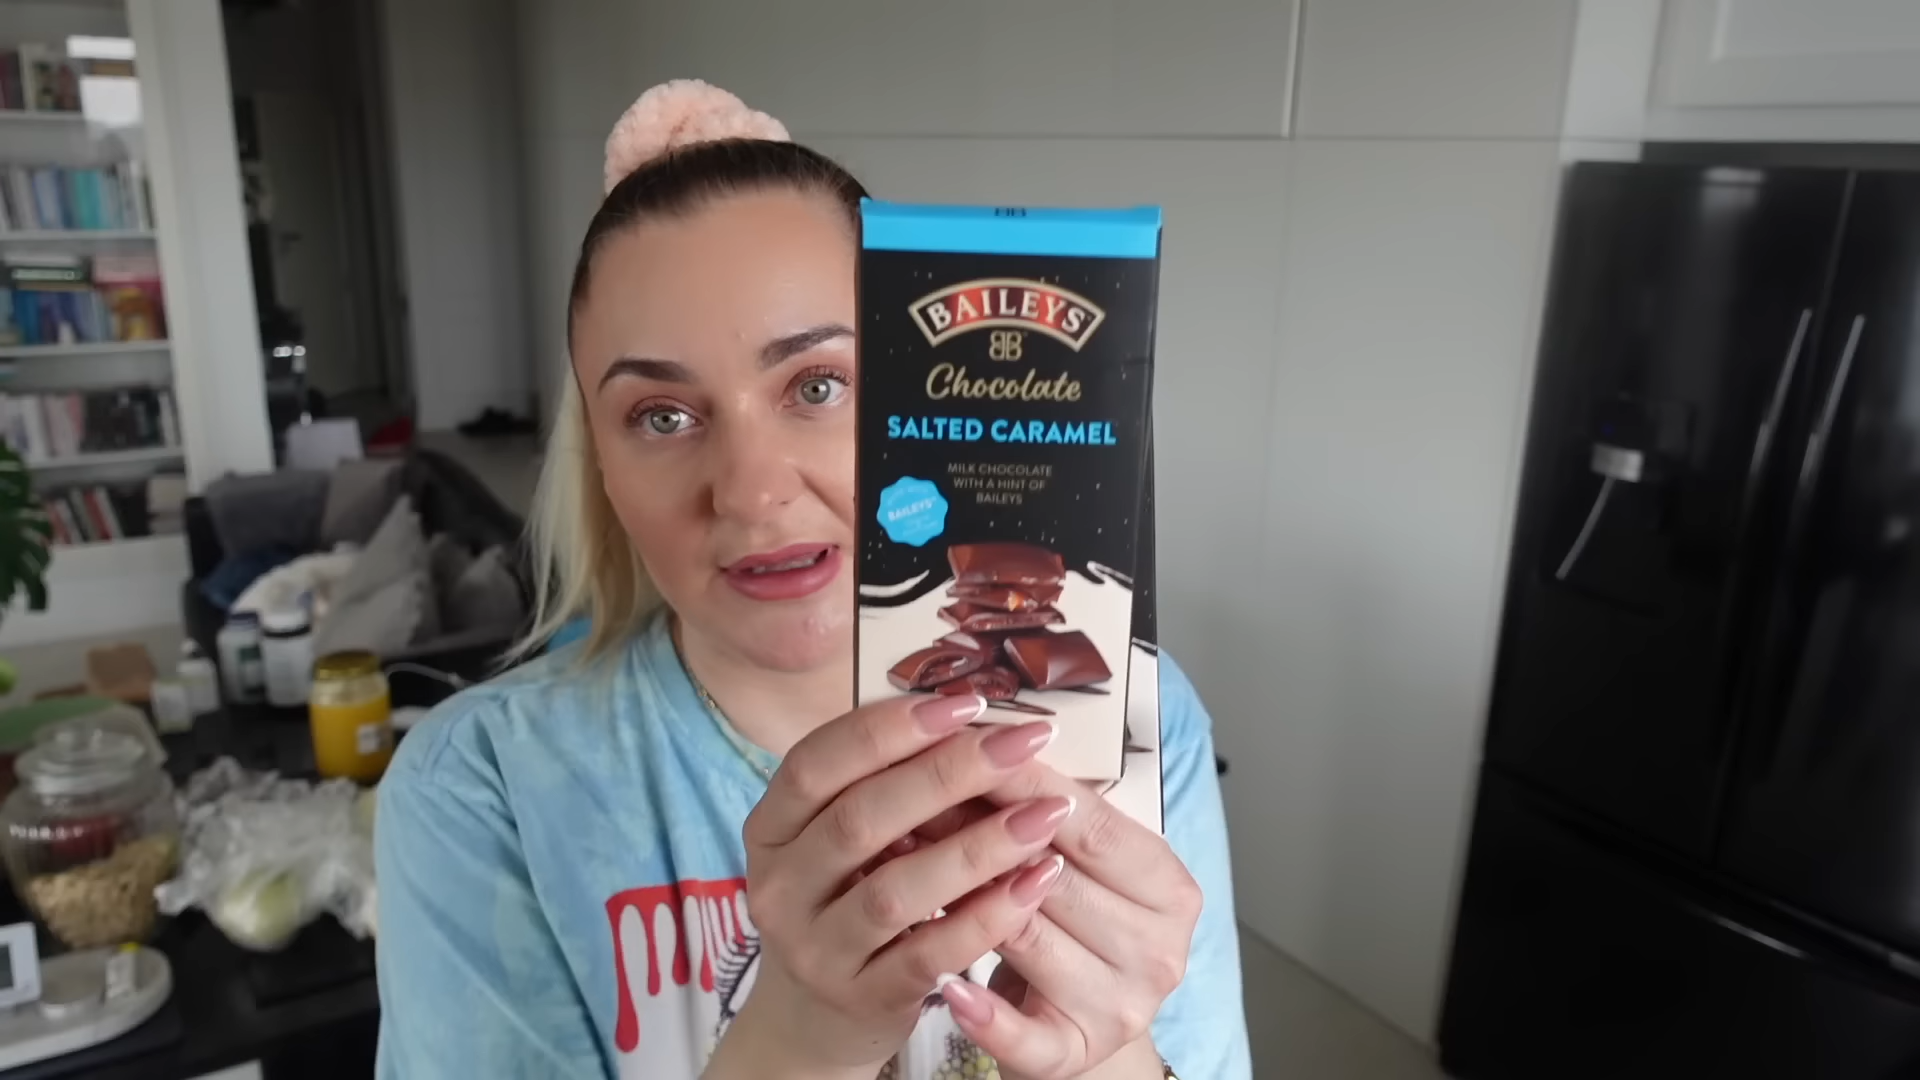 BAILEYS
Chocolate
SALTED CARAMEL
MILK CHOCOLATE
WITH A HINT OF
BAILEYS
BAILEYS